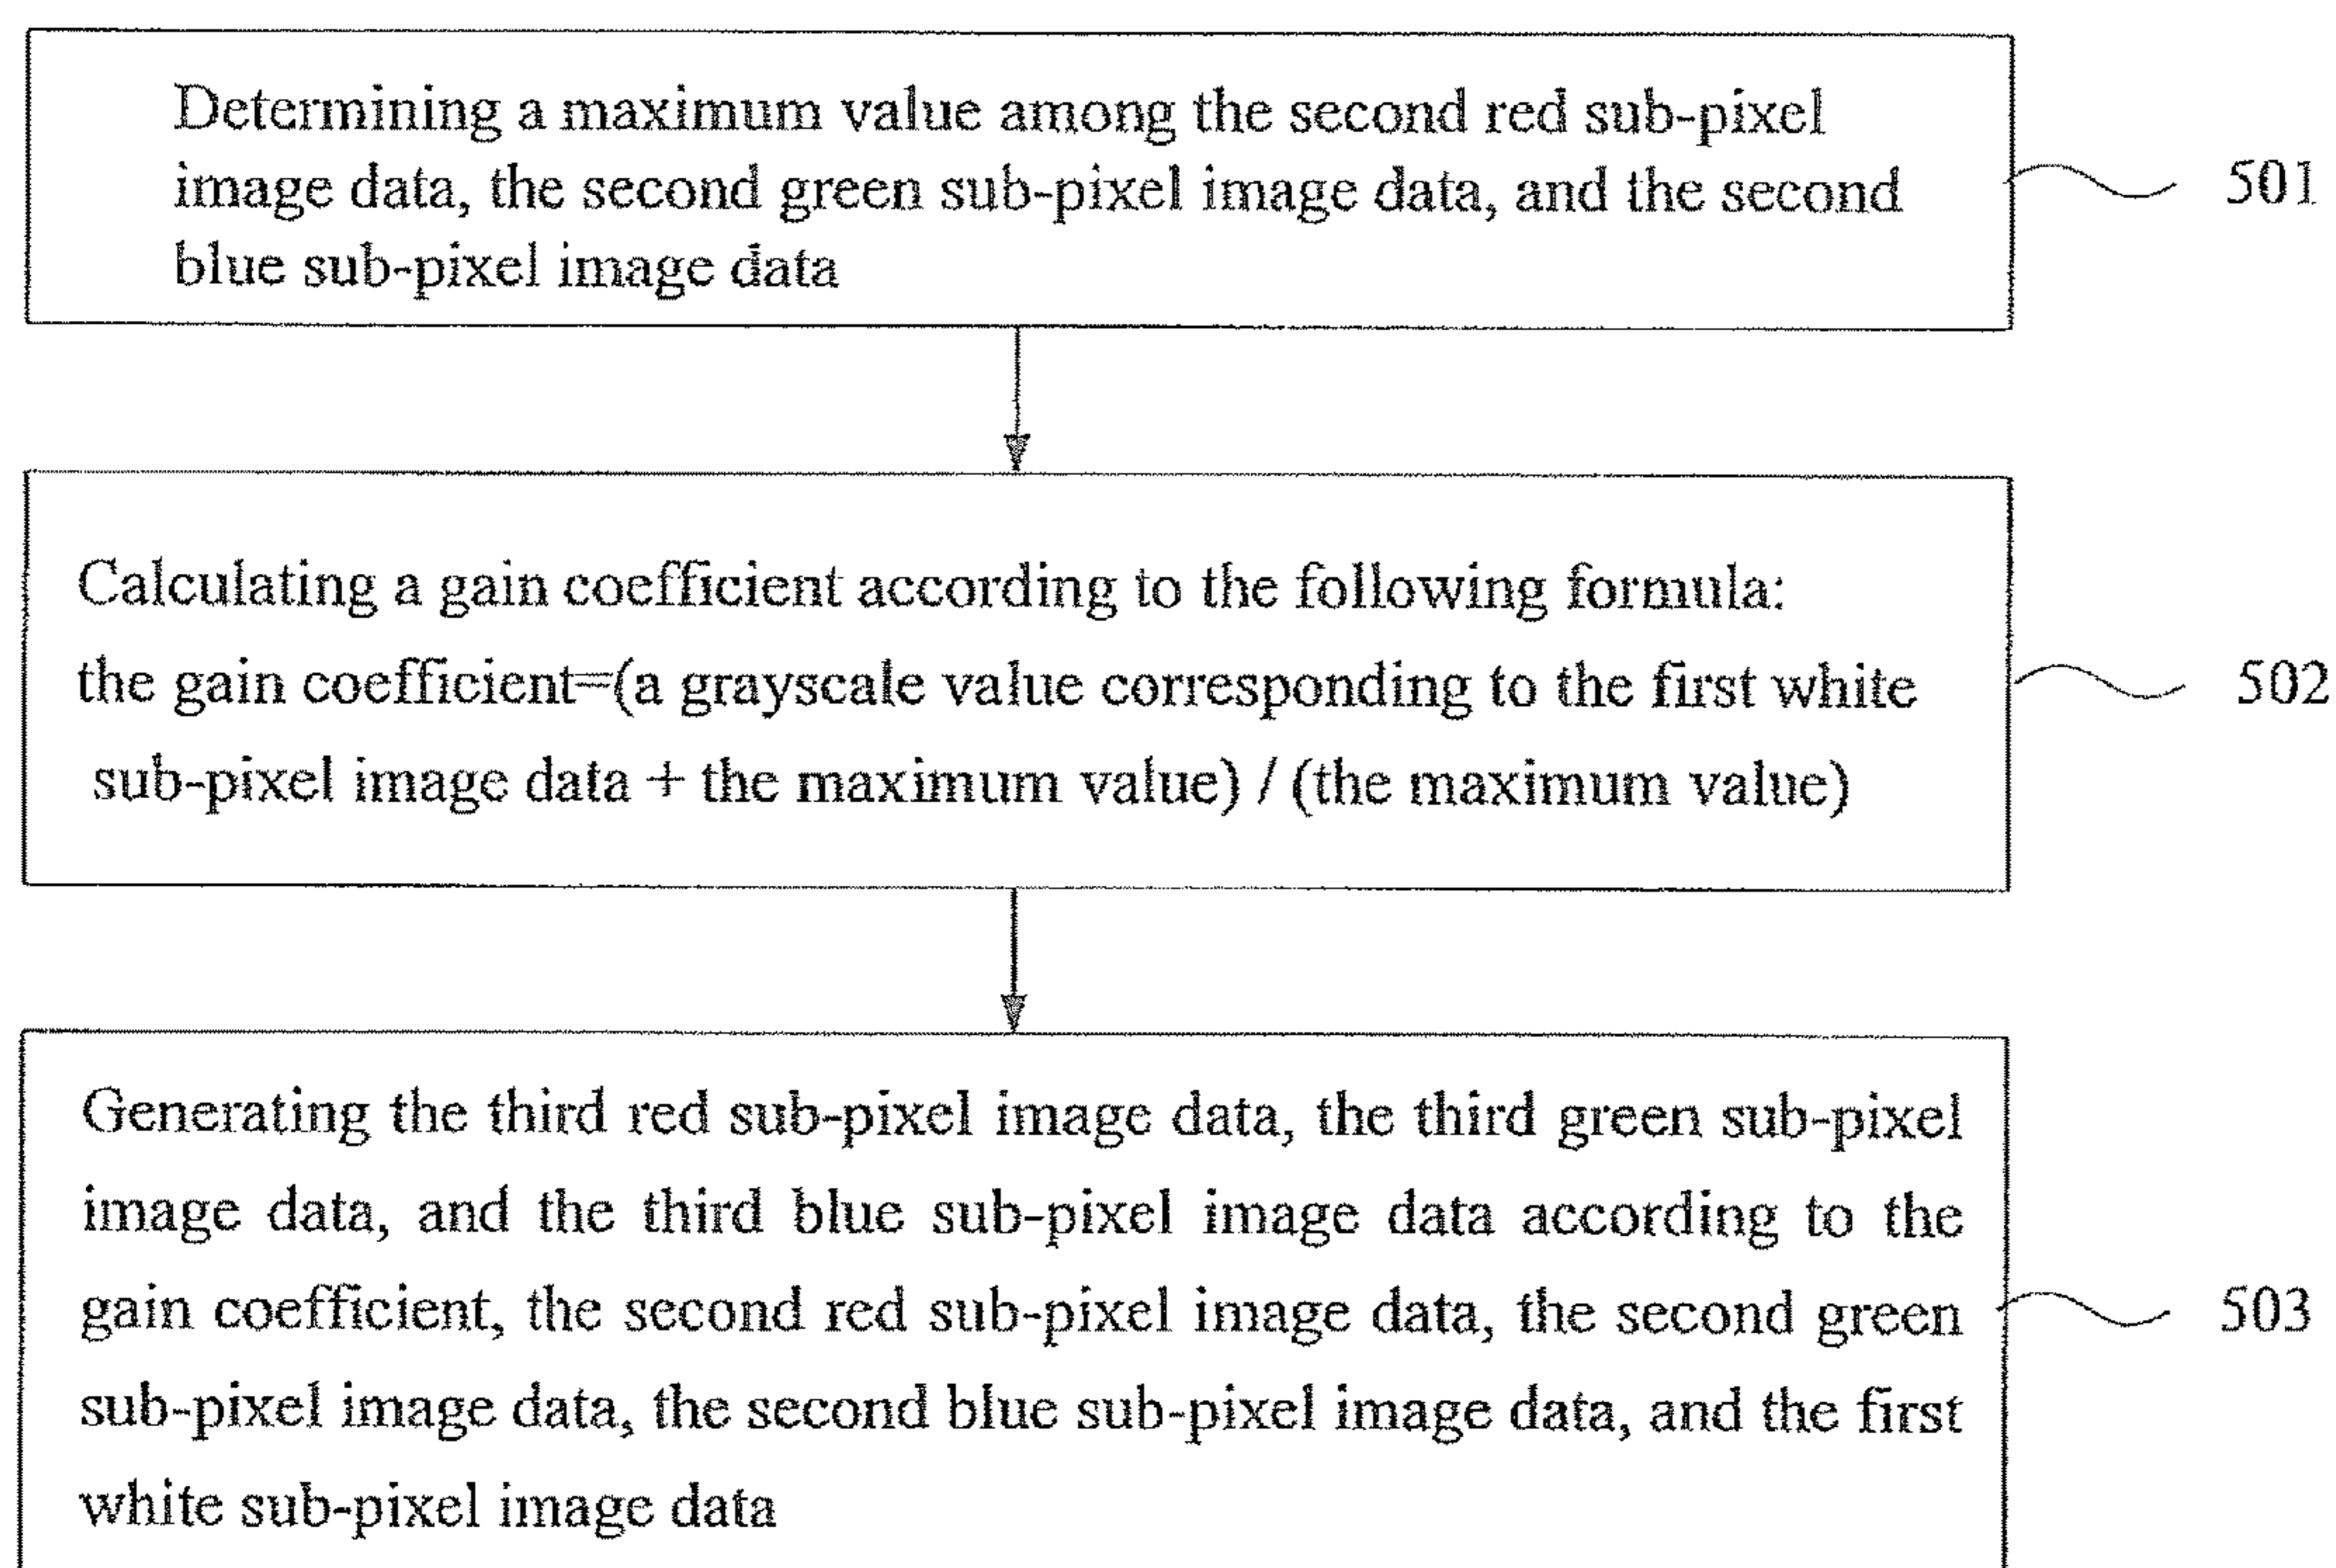 Determining a maximum value among the second red sub-pixel
image data, the second green sub-pixel image data, and the second
blue sub-pixel image data
501
Calculating a gain coefficient according to the following formula:
the gain coefficient=(a grayscale value corresponding to the first white
sub-pixel image data + the maximum value) / (the maximum value)
502
Generating the third red sub-pixel image data, the third green sub-pixel
image data, and the third blue sub-pixel image data according to the
gain coefficient, the second red sub-pixel image data, the second green
sub-pixel image data, the second blue sub-pixel image data, and the first
white sub-pixel image data
503